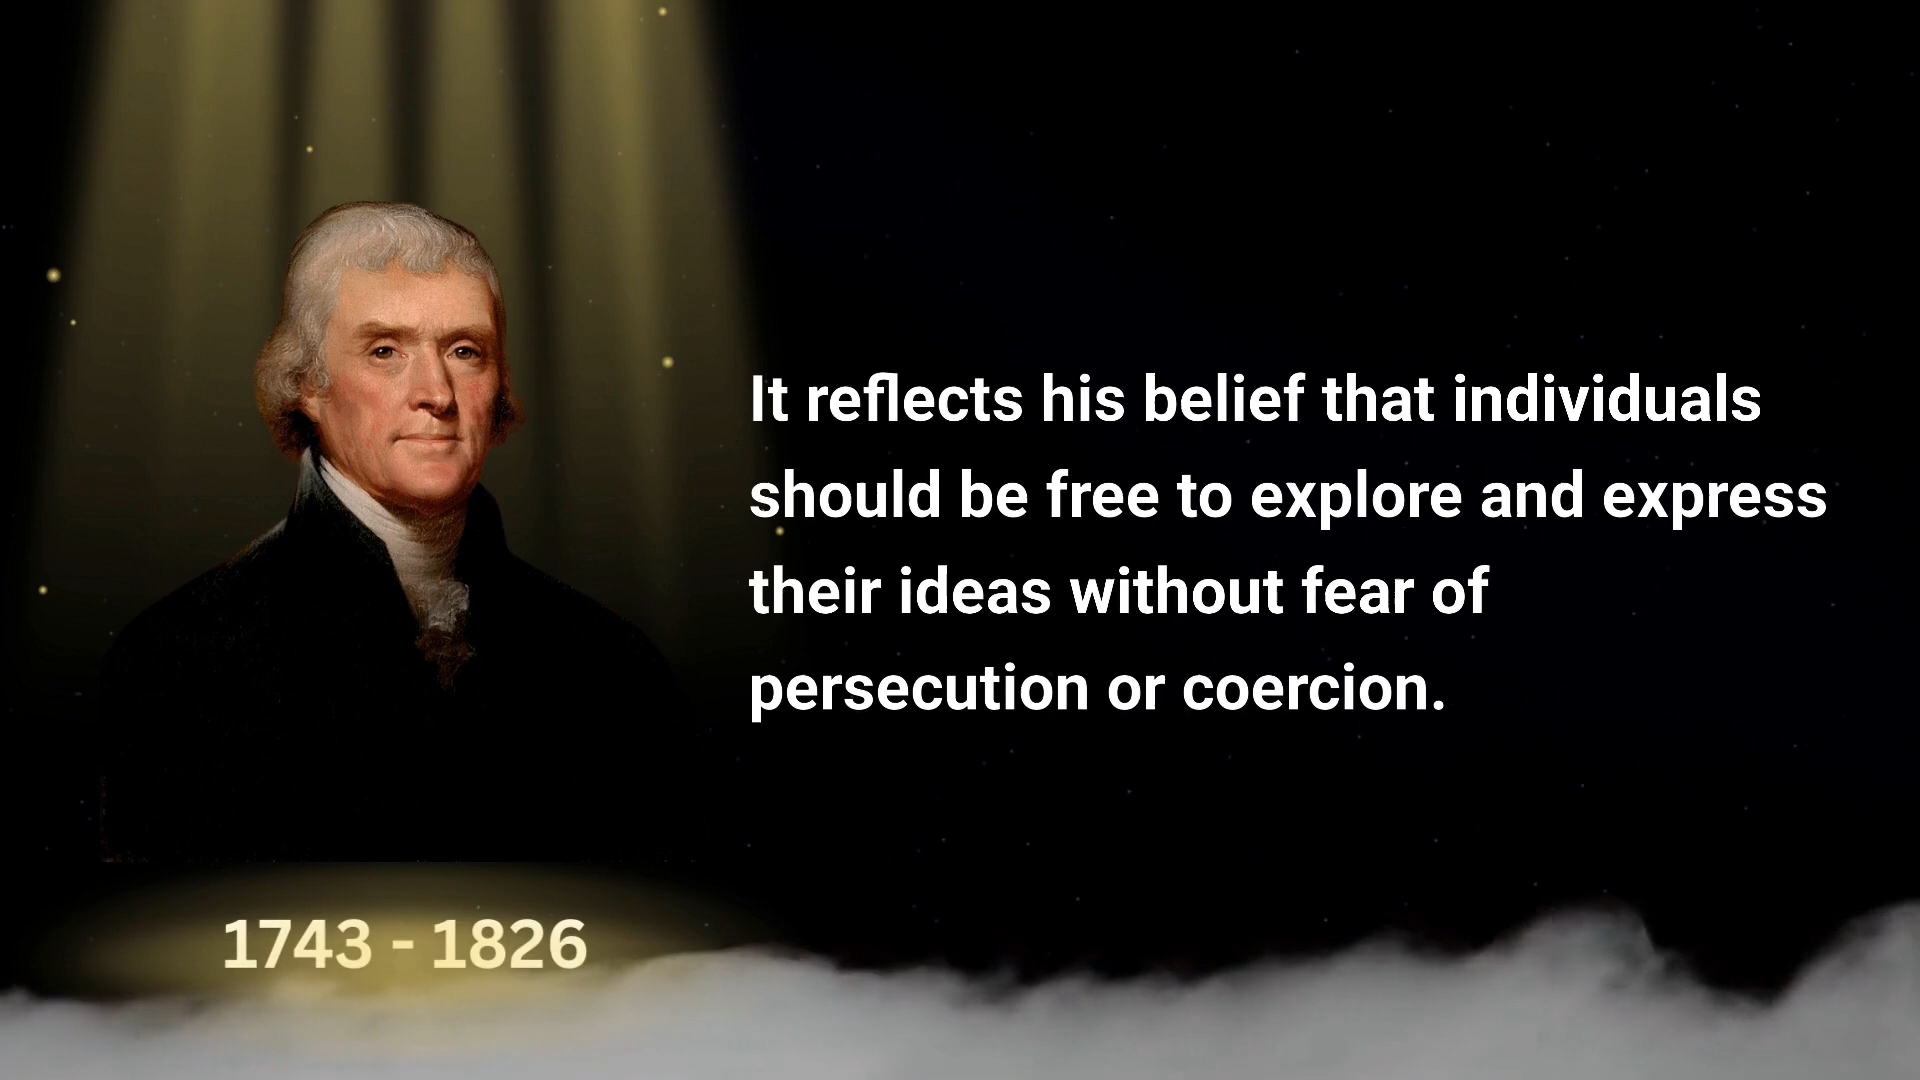 It reflects his belief that individuals
should be free to explore and express
their ideas without fear of
persecution or coercion.
1743 - 1826